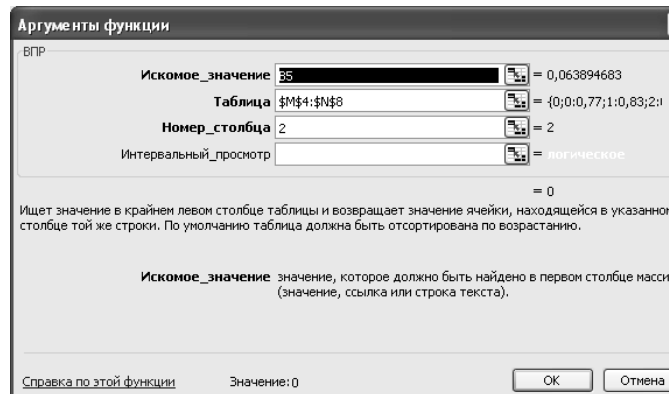 Аргументы функции
ВПР
Искомое_значение B5 = 0,063894683
Таблица $M$4:$N$8 = {0;0:0,77;1:0,83;2:
Номер_столбца 2 = 2
Интервальный_просмотр = логическое
= 0
Ищет значение в крайнем левом столбце таблицы и возвращает значение ячейки, находящейся в указанном
столбце той же строки. По умолчанию таблица должна быть отсортирована по возрастанию.
Искомое_значение значение, которое должно быть найдено в первом столбце масси
(значение, ссылка или строка текста).
Справка по этой функции Значение:0 ОК Отмена